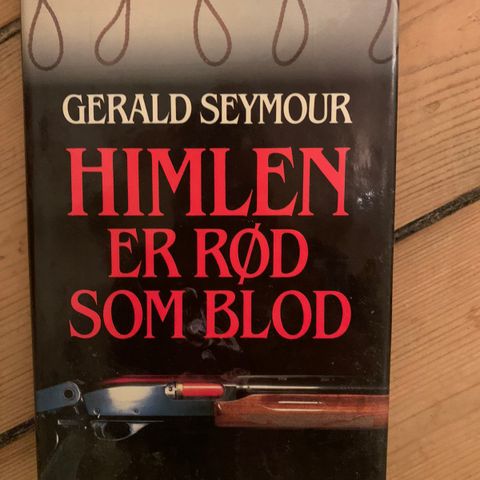 GERALD SEYMOUR
HIMLEN
ER RØD
SOM BLOD